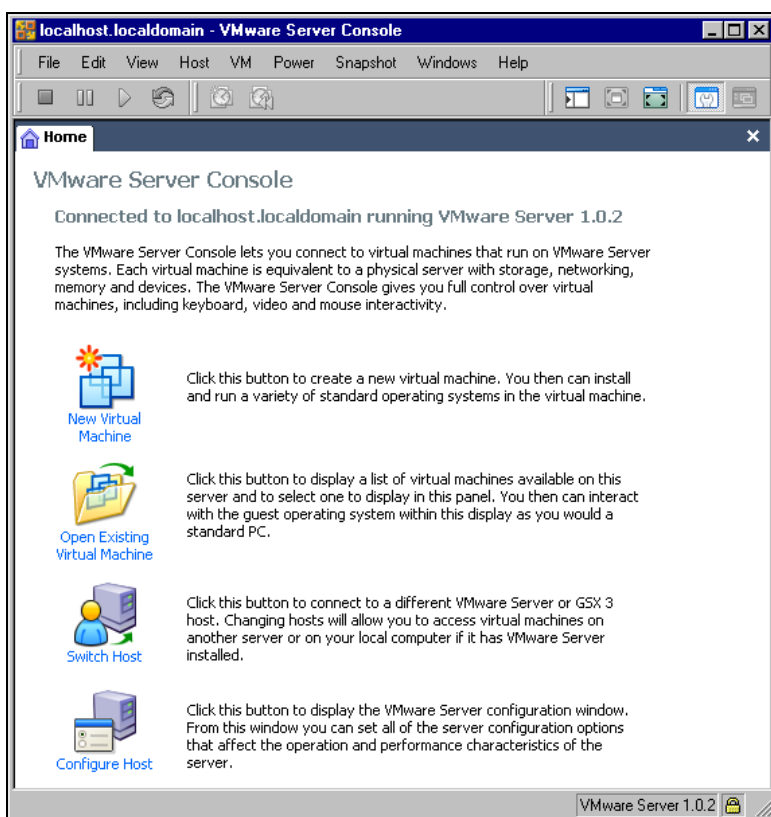 localhost.localdomain - VMware Server Console
File Edit View Host VM Power Snapshot Windows Help
Home
VMware Server Console
Connected to localhost.localdomain running VMware Server 1.0.2
The VMware Server Console lets you connect to virtual machines that run on VMware Server
systems. Each virtual machine is equivalent to a physical server with storage, networking,
memory and devices. The VMware Server Console gives you full control over virtual
machines, including keyboard, video and mouse interactivity.
New Virtual
Machine
Click this button to create a new virtual machine. You then can install
and run a variety of standard operating systems in the virtual machine.
Open Existing
Virtual Machine
Click this button to display a list of virtual machines available on this
server and to select one to display in this panel. You then can interact
with the guest operating system within this display as you would a
standard PC.
Switch Host
Click this button to connect to a different VMware Server or GSX 3
host. Changing hosts will allow you to access virtual machines on
another server or on your local computer if it has VMware Server
installed.
Configure Host
Click this button to display the VMware Server configuration window.
From this window you can set all of the server configuration options
that affect the operation and performance characteristics of the
server.
VMware Server 1.0.2